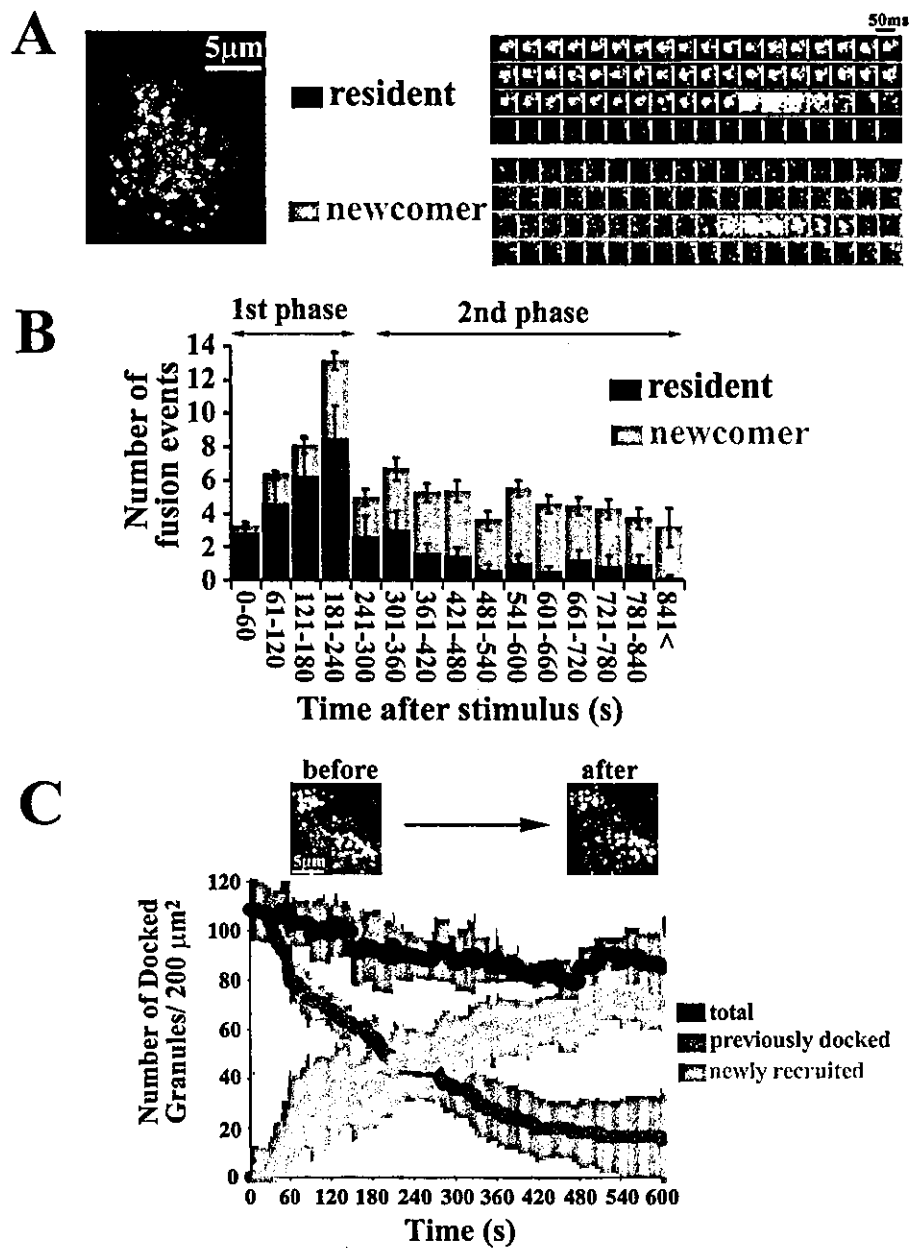 A
5μm
resident
newcomer
50ms
B
1st phase
2nd phase
Number of
fusion events
14
12
10
8
6
4
2
0
resident
newcomer
0-60
61-120
121-180
181-240
241-300
301-360
361-420
421-480
481-540
541-600
601-660
661-720
721-780
781-840
841<
Time after stimulus (s)
C
before
after
5μm
Number of Docked
Granules/ 200 μm²
120
100
80
60
40
20
0
total
previously docked
newly recruited
0 60 120 180 240 300 360 420 480 540 600
Time (s)